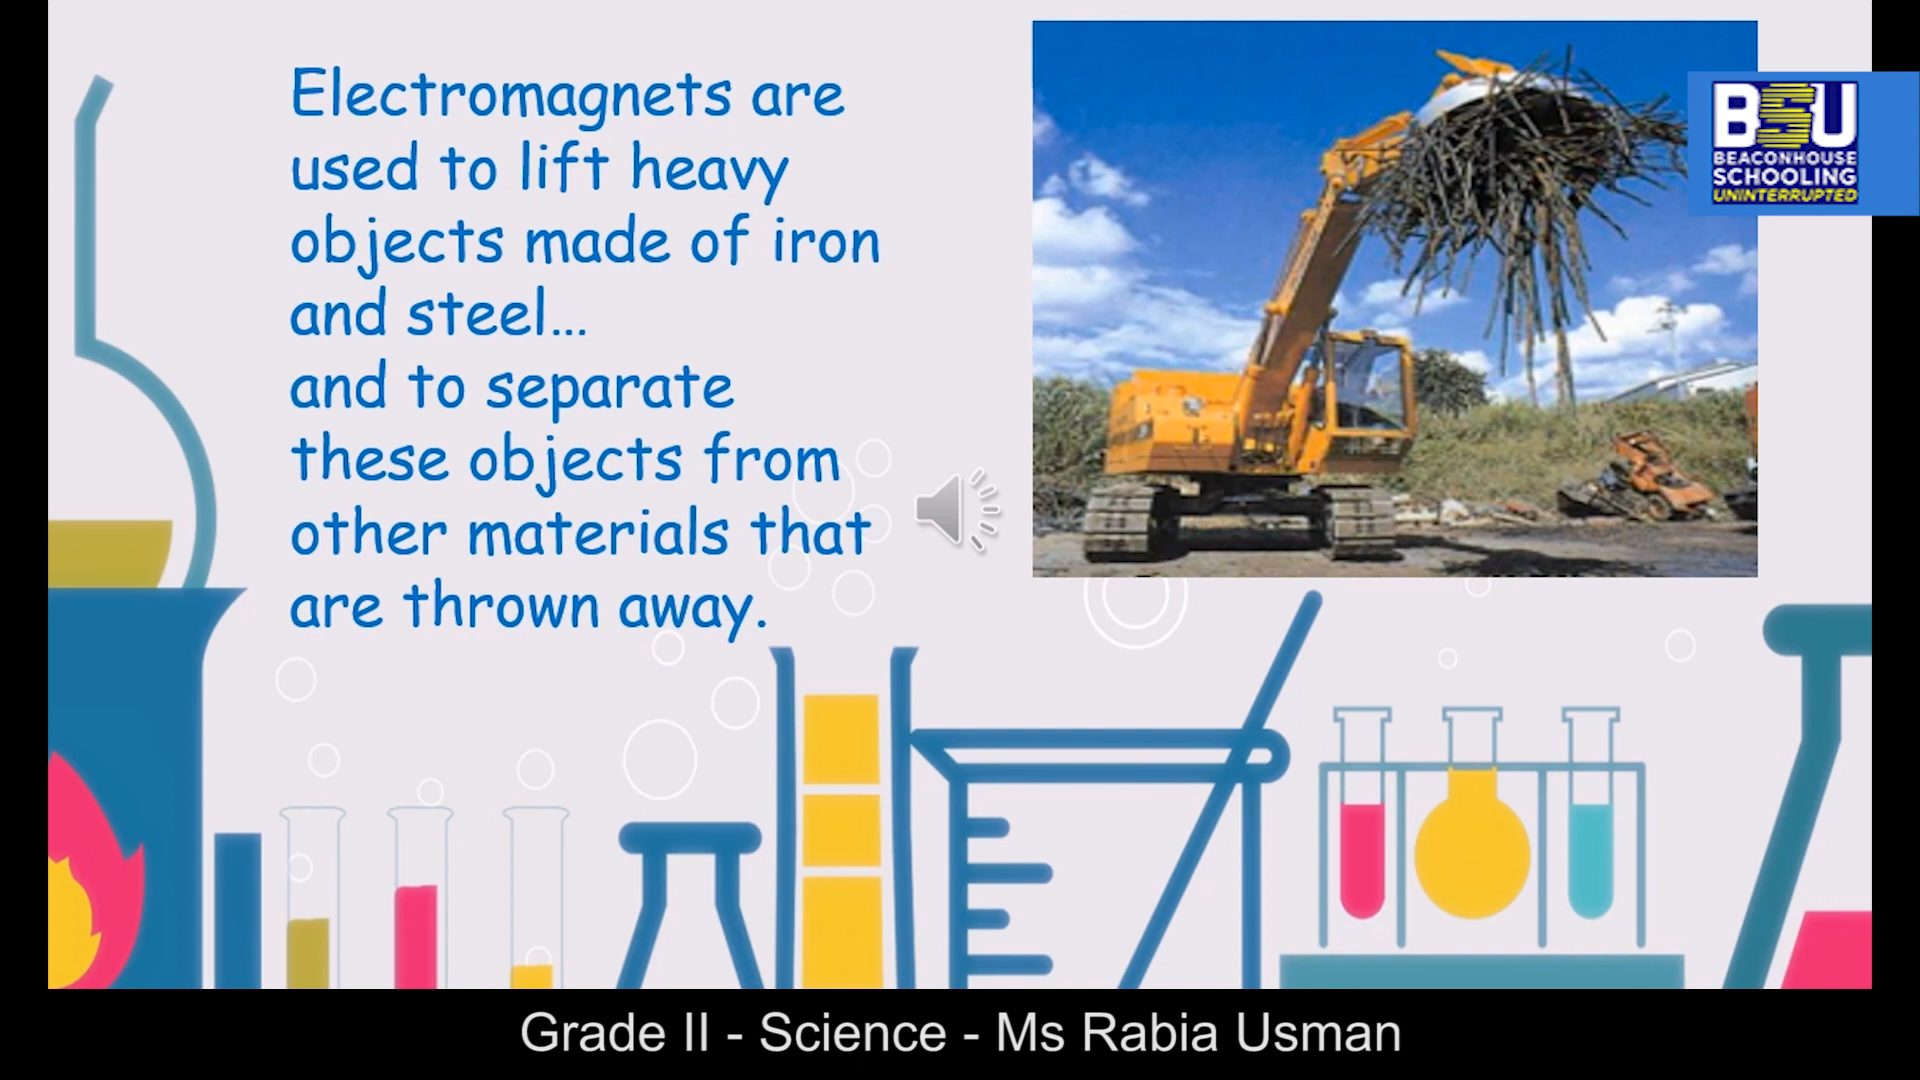 Electromagnets are
used to lift heavy
objects made of iron
and steel...
and to separate
these objects from
other materials that
are thrown away.
BSU
BEACONHOUSE
SCHOOLING
UNINTERRUPTED
Grade II - Science - Ms Rabia Usman